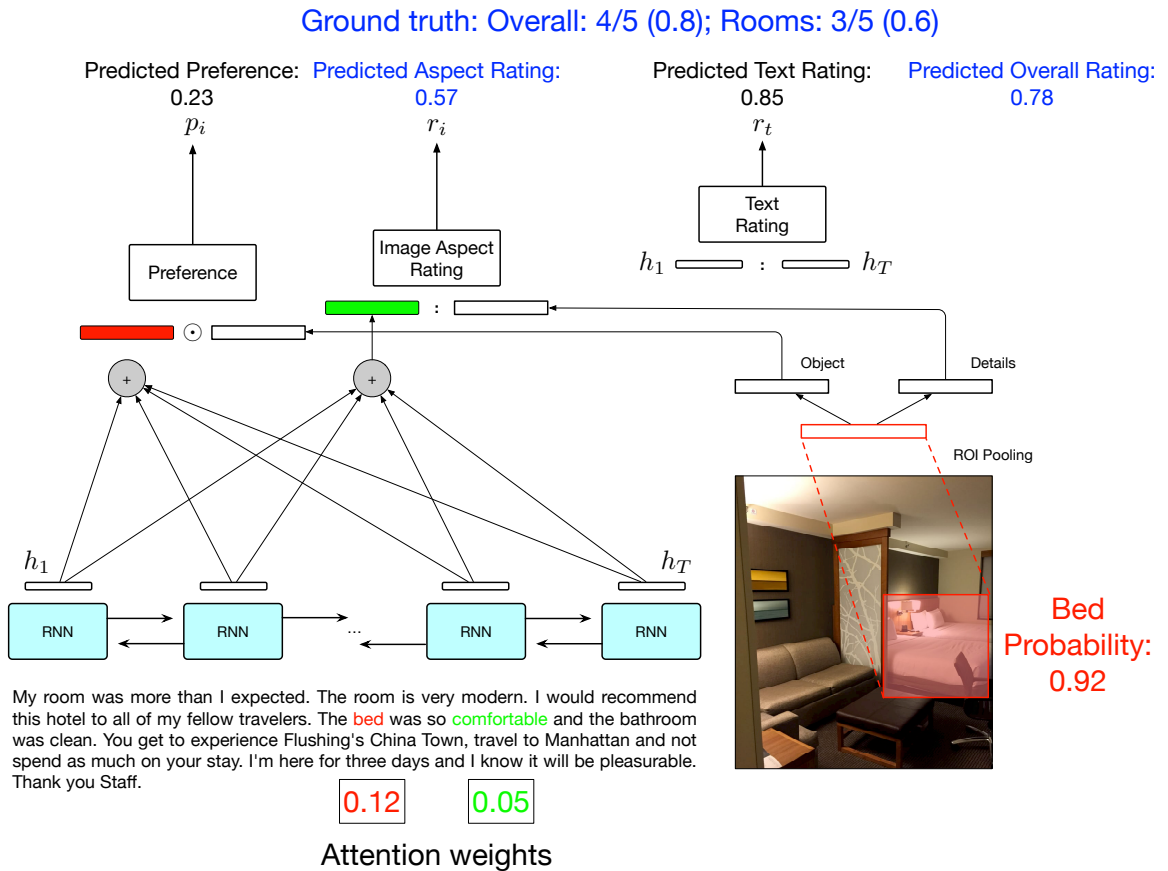 Ground truth: Overall: 4/5 (0.8); Rooms: 3/5 (0.6)
Predicted Preference:
0.23
p_i
Predicted Aspect Rating:
0.57
r_i
Predicted Text Rating:
0.85
r_t
Predicted Overall Rating:
0.78
Preference
Image Aspect
Rating
Text
Rating
h_1 : h_T
:
⊙
+
+
Object
Details
ROI Pooling
h_1
h_T
RNN
RNN
...
RNN
RNN
Bed
Probability:
0.92
My room was more than I expected. The room is very modern. I would recommend
this hotel to all of my fellow travelers. The bed was so comfortable and the bathroom
was clean. You get to experience Flushing's China Town, travel to Manhattan and not
spend as much on your stay. I'm here for three days and I know it will be pleasurable.
Thank you Staff.
0.12
0.05
Attention weights